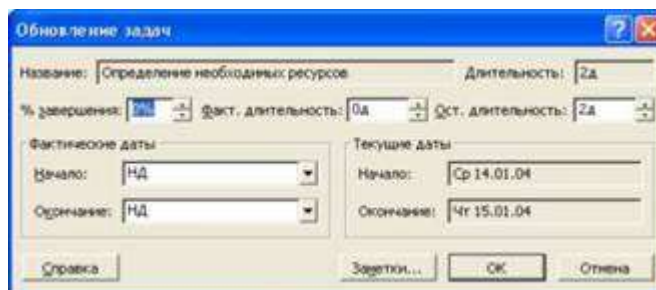 Обновление задач
Название: Определение необходимых ресурсов Длительность: 2д
% завершения: 0% Факт. длительность: 0д Ост. длительность: 2д
Фактические даты Текущие даты
Начало: НД Начало: Ср 14.01.04
Окончание: НД Окончание: Чт 15.01.04
Справка Заметки... ОК Отмена